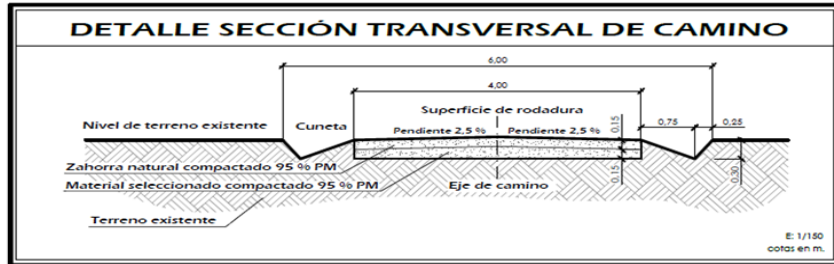 DETALLE SECCIÓN TRANSVERSAL DE CAMINO
6,00
4,00
Superficie de rodadura
0,15
0,75
0,25
Nivel de terreno existente
Cuneta
Pendiente 2,5 %
Pendiente 2,5 %
Zahorra natural compactado 95 % PM
Material seleccionado compactado 95 % PM
0,15
0,30
Eje de camino
Terreno existente
E: 1/150
cotas en m.